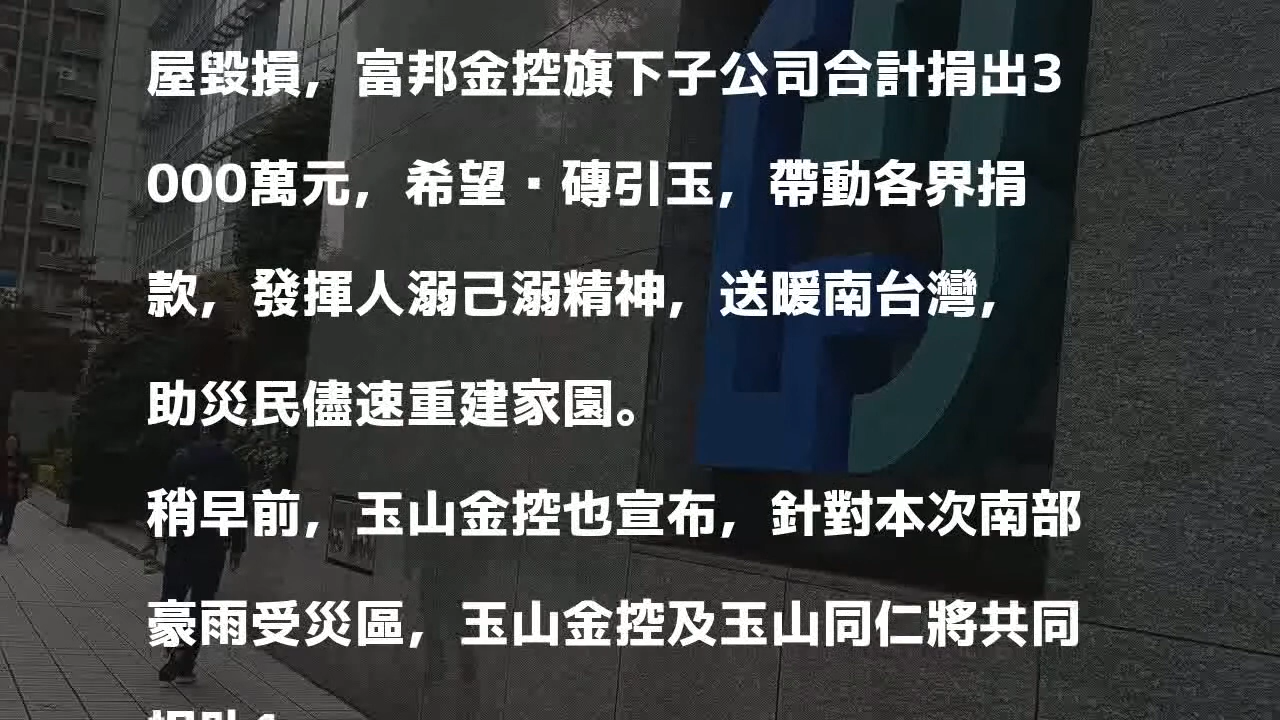 屋毀損，富邦金控旗下子公司合計捐出3
000萬元，希望▪磚引玉，帶動各界捐
款，發揮人溺己溺精神，送暖南台灣，
助災民儘速重建家園。
稍早前，玉山金控也宣布，針對本次南部
豪雨受災區，玉山金控及玉山同仁將共同